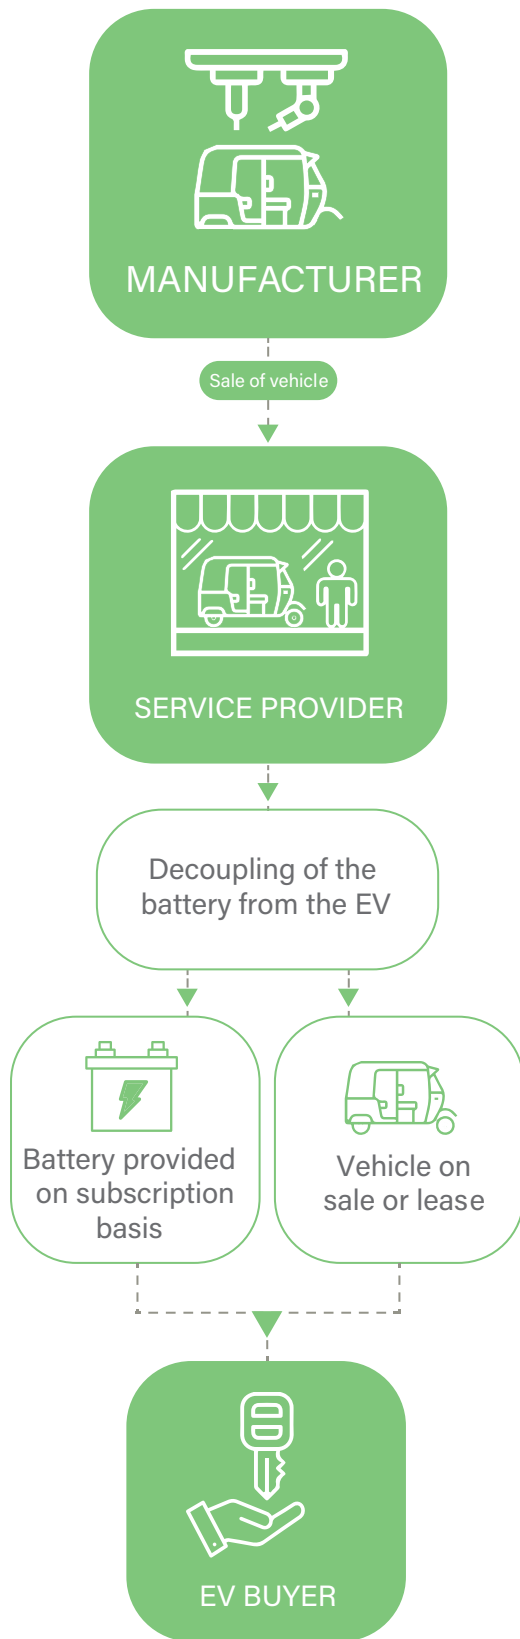 MANUFACTURER
Sale of vehicle
SERVICE PROVIDER
Decoupling of the
battery from the EV
Battery provided
on subscription
basis
Vehicle on
sale or lease
EV BUYER